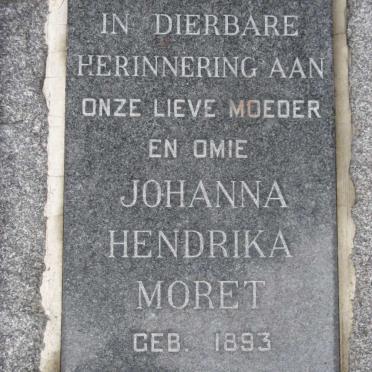 IN DIERBARE
HERINNERING AAN
ONZE LIEVE MOEDER
EN OMIE
JOHANNA
HENDRIKA
MORET
GEB. 1893